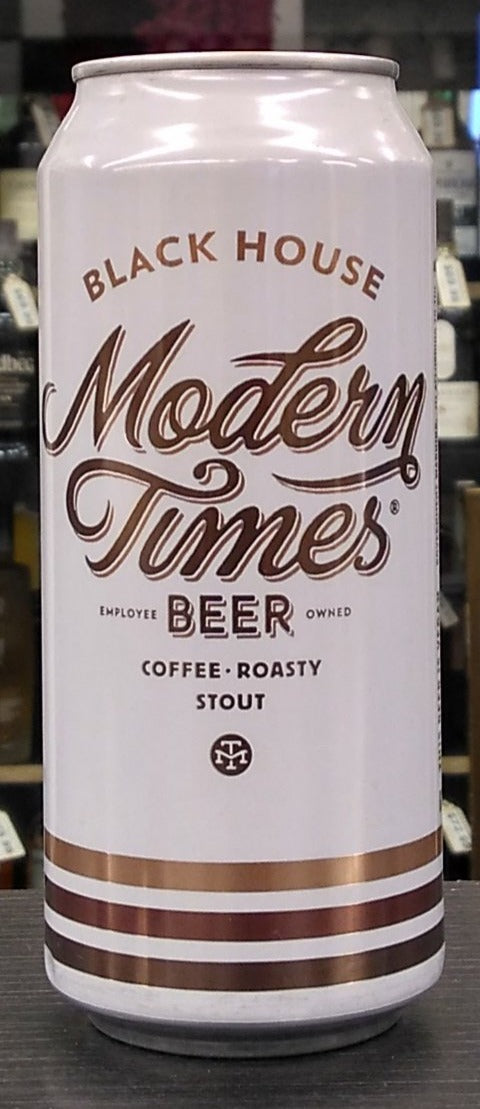 BLACK HOUSE
Modern
Times®
EMPLOYEE BEER OWNED
COFFEE · ROASTY
STOUT